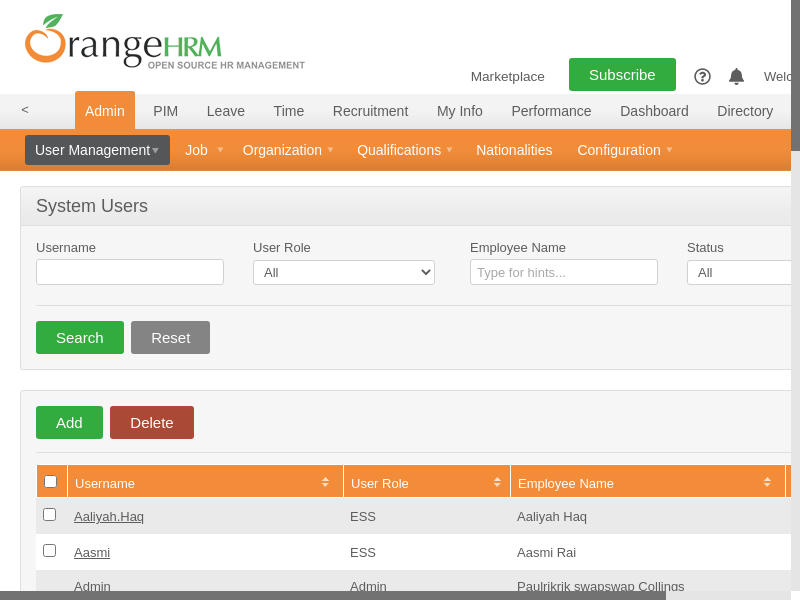 OrangeHRM
OPEN SOURCE HR MANAGEMENT
Marketplace Subscribe
< Admin PIM Leave Time Recruitment My Info Performance Dashboard Directory
User Management Job Organization Qualifications Nationalities Configuration
System Users
Username User Role Employee Name Status
All Type for hints... All
Search Reset
Add Delete
Username User Role Employee Name
Aaliyah.Haq ESS Aaliyah Haq
Aasmi ESS Aasmi Rai
Admin Admin Paulrikrik swapswap Collings